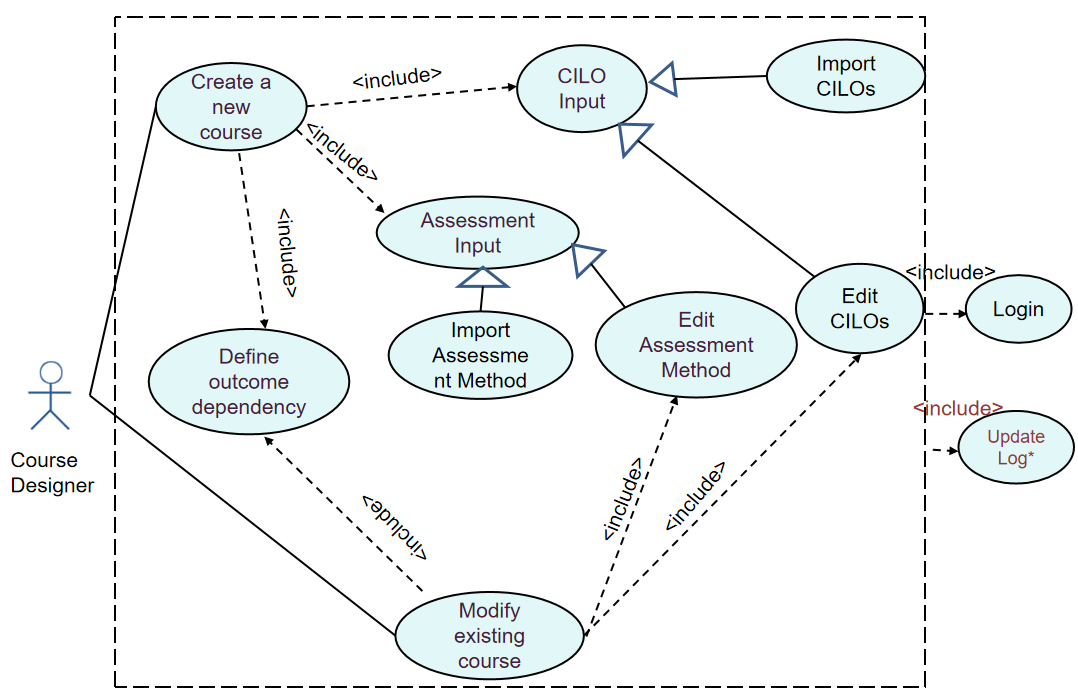 Create a
new
course
<include>
CILO
Input
Import
CILOs
<include>
Assessment
Input
<include>
<include>
Edit
CILOs
Login
Import
Assessme
nt Method
Edit
Assessment
Method
Define
outcome
dependency
<include>
Update
Log*
Course
Designer
<include>
<include>
<include>
Modify
existing
course